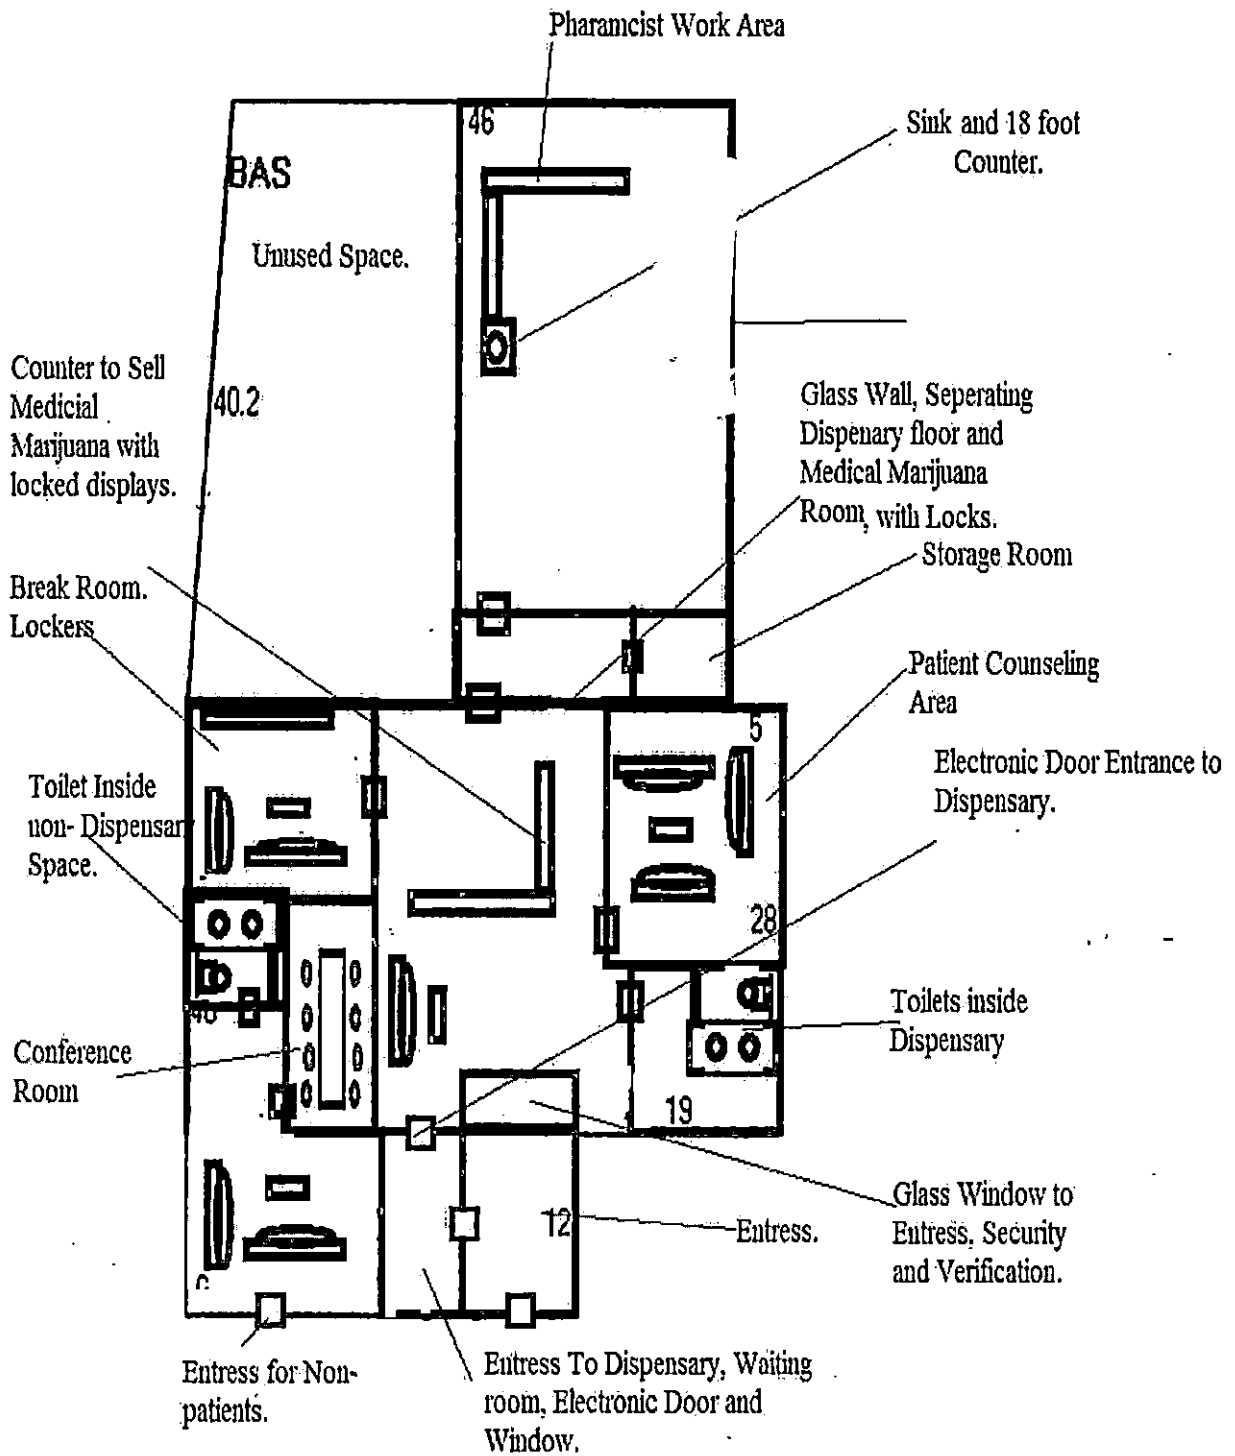 Pharamcist Work Area
46
Sink and 18 foot
Counter.
BAS
Unused Space.
Counter to Sell
Medicial
Marijuana with
locked displays.
40.2
Glass Wall, Seperating
Dispenary floor and
Medical Marijuana
Room, with Locks.
Storage Room
Break Room.
Lockers
Patient Counseling
Area
5
Electronic Door Entrance to
Dispensary.
Toilet Inside
non- Dispensary
Space.
28
Toilets inside
Dispensary
Conference
Room
19
Glass Window to
Entress, Security
and Verification.
12
Entress.
Entress for Non-
patients.
Entress To Dispensary, Waiting
room, Electronic Door and
Window.